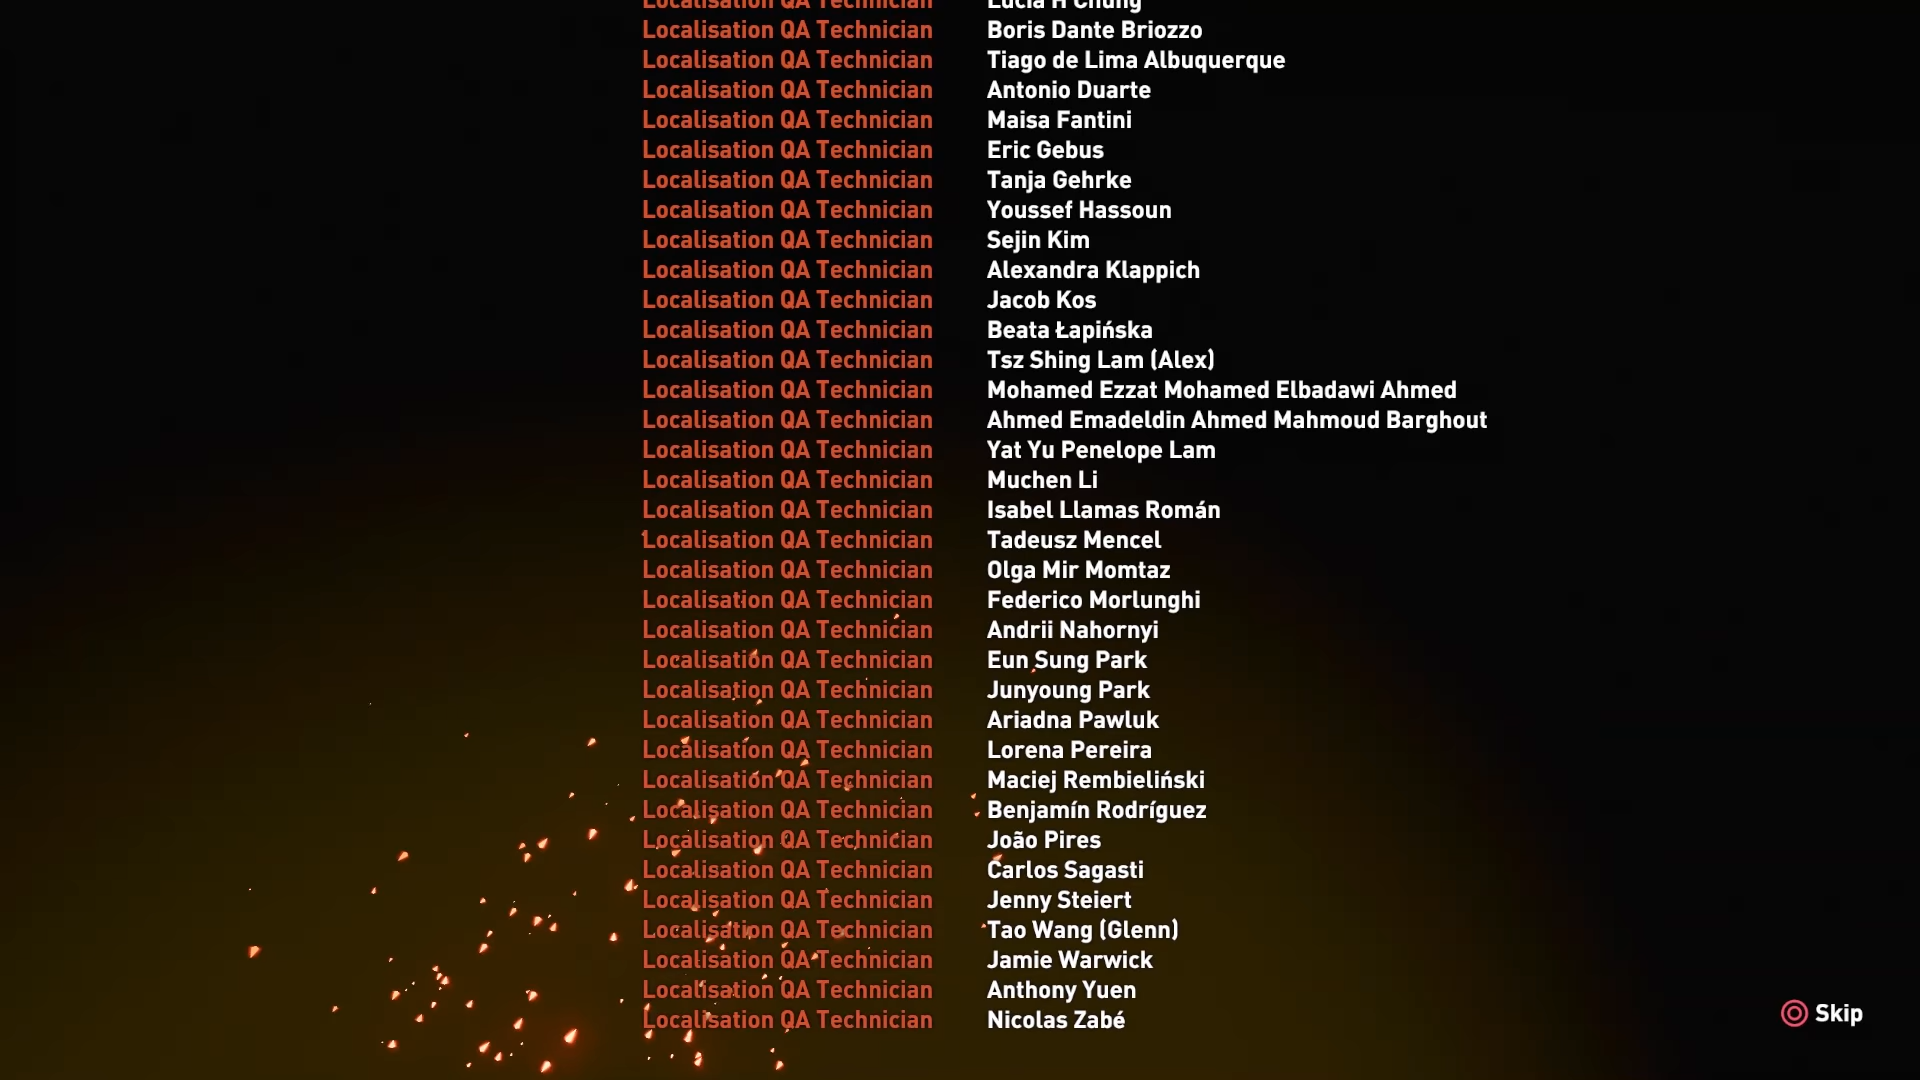 Localisation QA Technician Lucia H Chung
Localisation QA Technician Boris Dante Briozzo
Localisation QA Technician Tiago de Lima Albuquerque
Localisation QA Technician Antonio Duarte
Localisation QA Technician Maisa Fantini
Localisation QA Technician Eric Gebus
Localisation QA Technician Tanja Gehrke
Localisation QA Technician Youssef Hassoun
Localisation QA Technician Sejin Kim
Localisation QA Technician Alexandra Klappich
Localisation QA Technician Jacob Kos
Localisation QA Technician Beata Łapińska
Localisation QA Technician Tsz Shing Lam (Alex)
Localisation QA Technician Mohamed Ezzat Mohamed Elbadawi Ahmed
Localisation QA Technician Ahmed Emadeldin Ahmed Mahmoud Barghout
Localisation QA Technician Yat Yu Penelope Lam
Localisation QA Technician Muchen Li
Localisation QA Technician Isabel Llamas Román
Localisation QA Technician Tadeusz Mencel
Localisation QA Technician Olga Mir Momtaz
Localisation QA Technician Federico Morlunghi
Localisation QA Technician Andrii Nahornyi
Localisation QA Technician Eun Sung Park
Localisation QA Technician Junyoung Park
Localisation QA Technician Ariadna Pawluk
Localisation QA Technician Lorena Pereira
Localisation QA Technician Maciej Rembieliński
Localisation QA Technician Benjamín Rodríguez
Localisation QA Technician João Pires
Localisation QA Technician Carlos Sagasti
Localisation QA Technician Jenny Steiert
Localisation QA Technician Tao Wang (Glenn)
Localisation QA Technician Jamie Warwick
Localisation QA Technician Anthony Yuen
Localisation QA Technician Nicolas Zabé
Skip